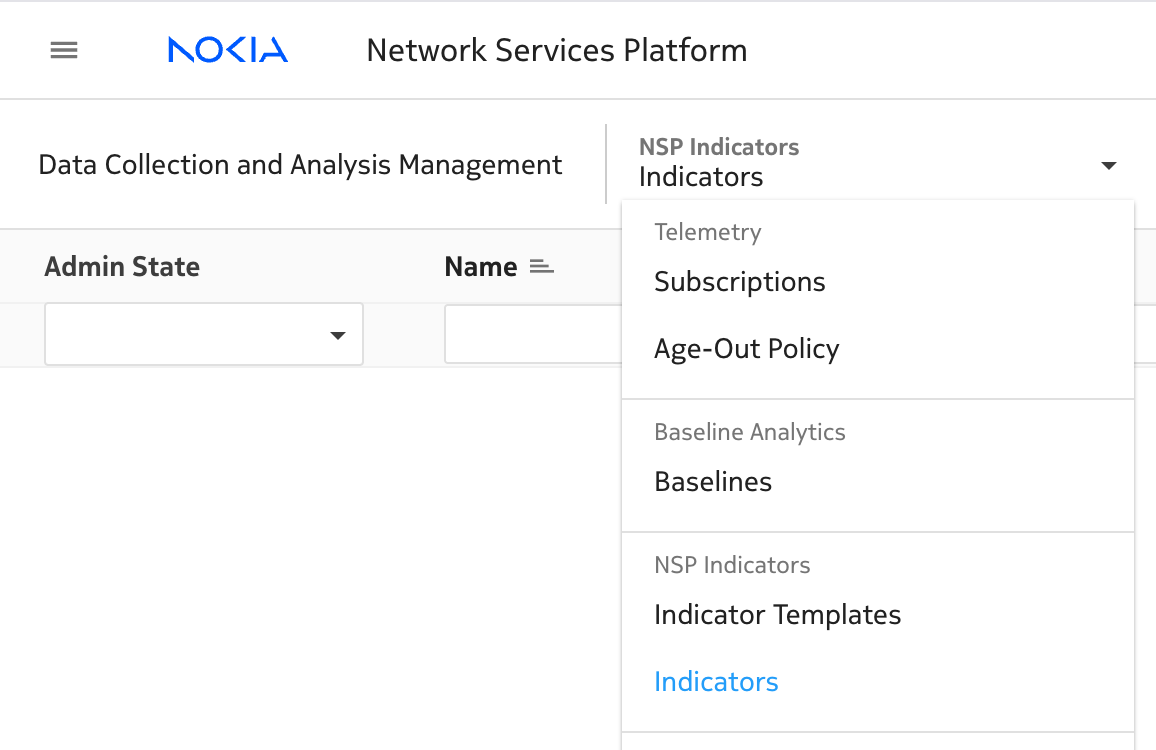 NOKIA
Network Services Platform
Data Collection and Analysis Management
NSP Indicators
Indicators
Admin State
Name
Telemetry
Subscriptions
Age-Out Policy
Baseline Analytics
Baselines
NSP Indicators
Indicator Templates
Indicators